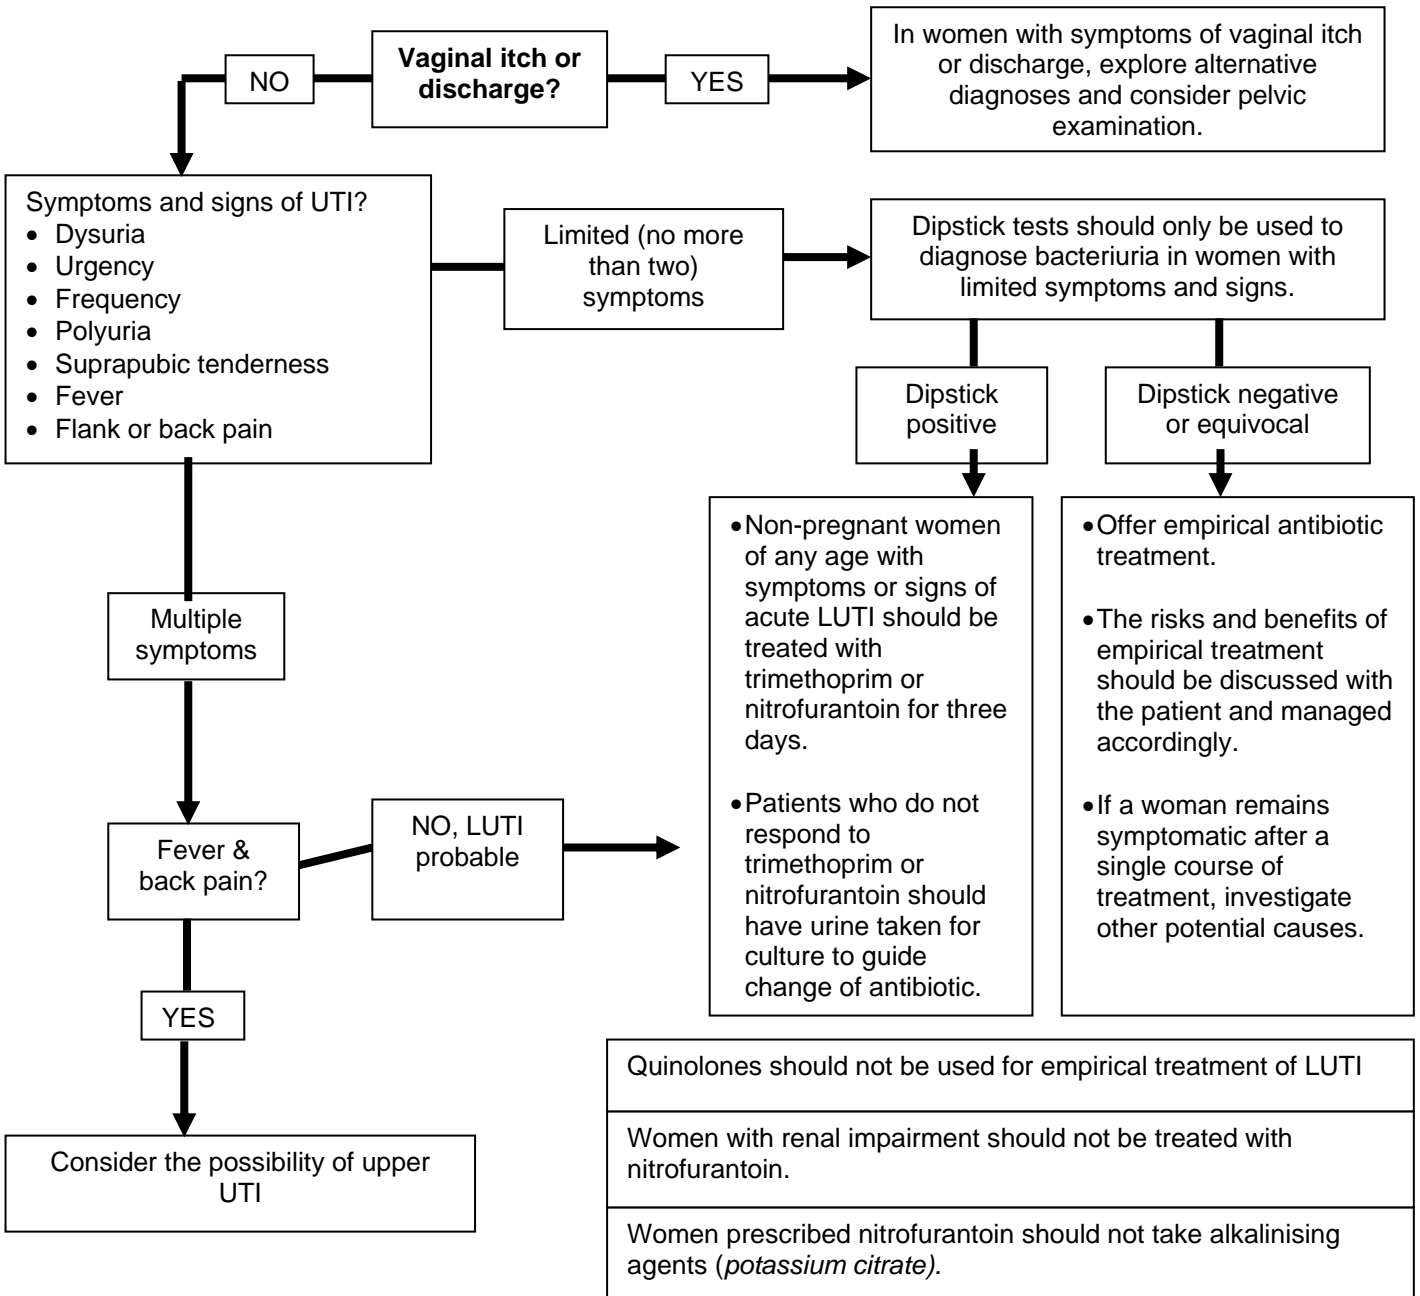 Vaginal itch or
discharge?
NO
YES
In women with symptoms of vaginal itch
or discharge, explore alternative
diagnoses and consider pelvic
examination.
Symptoms and signs of UTI?
• Dysuria
• Urgency
• Frequency
• Polyuria
• Suprapubic tenderness
• Fever
• Flank or back pain
Limited (no more
than two)
symptoms
Dipstick tests should only be used to
diagnose bacteriuria in women with
limited symptoms and signs.
Dipstick
positive
Dipstick negative
or equivocal
• Non-pregnant women
of any age with
symptoms or signs of
acute LUTI should be
treated with
trimethoprim or
nitrofurantoin for three
days.
• Patients who do not
respond to
trimethoprim or
nitrofurantoin should
have urine taken for
culture to guide
change of antibiotic.
• Offer empirical antibiotic
treatment.
• The risks and benefits of
empirical treatment
should be discussed with
the patient and managed
accordingly.
• If a woman remains
symptomatic after a
single course of
treatment, investigate
other potential causes.
Multiple
symptoms
Fever &
back pain?
NO, LUTI
probable
YES
Consider the possibility of upper
UTI
Quinolones should not be used for empirical treatment of LUTI
Women with renal impairment should not be treated with
nitrofurantoin.
Women prescribed nitrofurantoin should not take alkalinising
agents (potassium citrate).